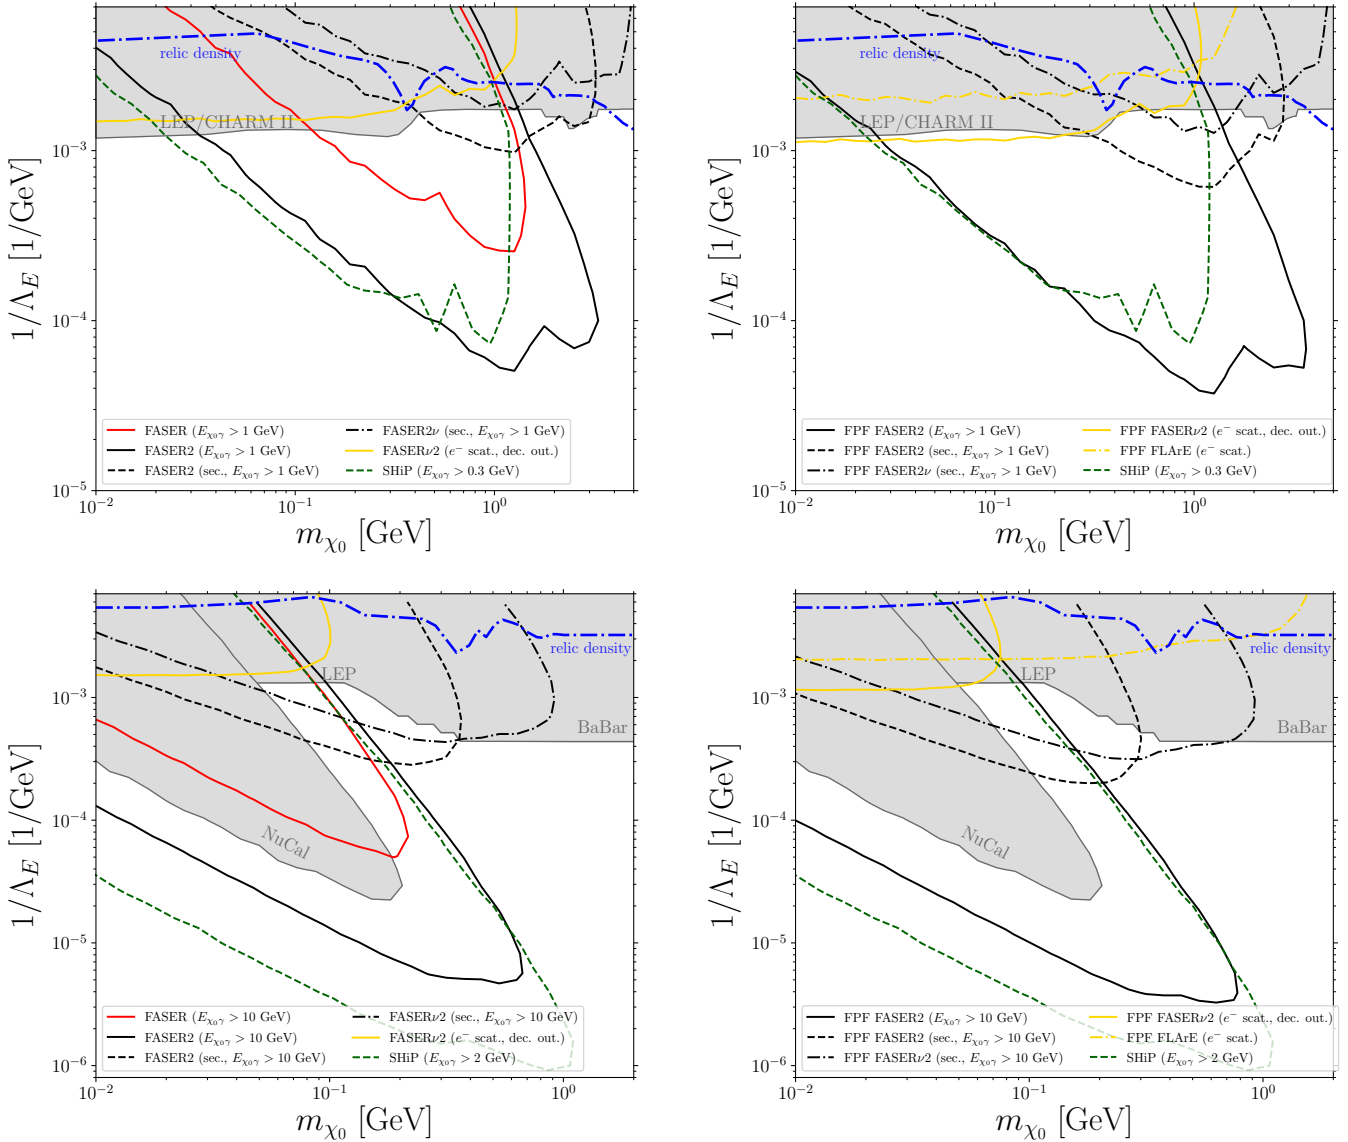 10⁻³
10⁻⁴
10⁻⁵
10⁻² 10⁻¹ 10⁰
1/Λ_E [1/GeV]
m_χ₀ [GeV]
relic density
LEP/CHARM II
FASER (E_χ₀γ > 1 GeV)
FASER2 (E_χ₀γ > 1 GeV)
FASER2 (sec., E_χ₀γ > 1 GeV)
FASER2ν (sec., E_χ₀γ > 1 GeV)
FASERν2 (e⁻ scat., dec. out.)
SHiP (E_χ₀γ > 0.3 GeV)
10⁻³
10⁻⁴
10⁻⁵
10⁻² 10⁻¹ 10⁰
1/Λ_E [1/GeV]
m_χ₀ [GeV]
relic density
LEP/CHARM II
FPF FASER2 (E_χ₀γ > 1 GeV)
FPF FASER2 (sec., E_χ₀γ > 1 GeV)
FPF FASER2ν (sec., E_χ₀γ > 1 GeV)
FPF FASERν2 (e⁻ scat., dec. out.)
FPF FLArE (e⁻ scat.)
SHiP (E_χ₀γ > 0.3 GeV)
10⁻³
10⁻⁴
10⁻⁵
10⁻⁶
10⁻² 10⁻¹ 10⁰
1/Λ_E [1/GeV]
m_χ₀ [GeV]
relic density
LEP
BaBar
NuCal
FASER (E_χ₀γ > 10 GeV)
FASER2 (E_χ₀γ > 10 GeV)
FASER2 (sec., E_χ₀γ > 10 GeV)
FASERν2 (sec., E_χ₀γ > 10 GeV)
FASERν2 (e⁻ scat., dec. out.)
SHiP (E_χ₀γ > 2 GeV)
10⁻³
10⁻⁴
10⁻⁵
10⁻⁶
10⁻² 10⁻¹ 10⁰
1/Λ_E [1/GeV]
m_χ₀ [GeV]
relic density
LEP
BaBar
NuCal
FPF FASER2 (E_χ₀γ > 10 GeV)
FPF FASER2 (sec., E_χ₀γ > 10 GeV)
FPF FASERν2 (sec., E_χ₀γ > 10 GeV)
FPF FASERν2 (e⁻ scat., dec. out.)
FPF FLArE (e⁻ scat.)
SHiP (E_χ₀γ > 2 GeV)